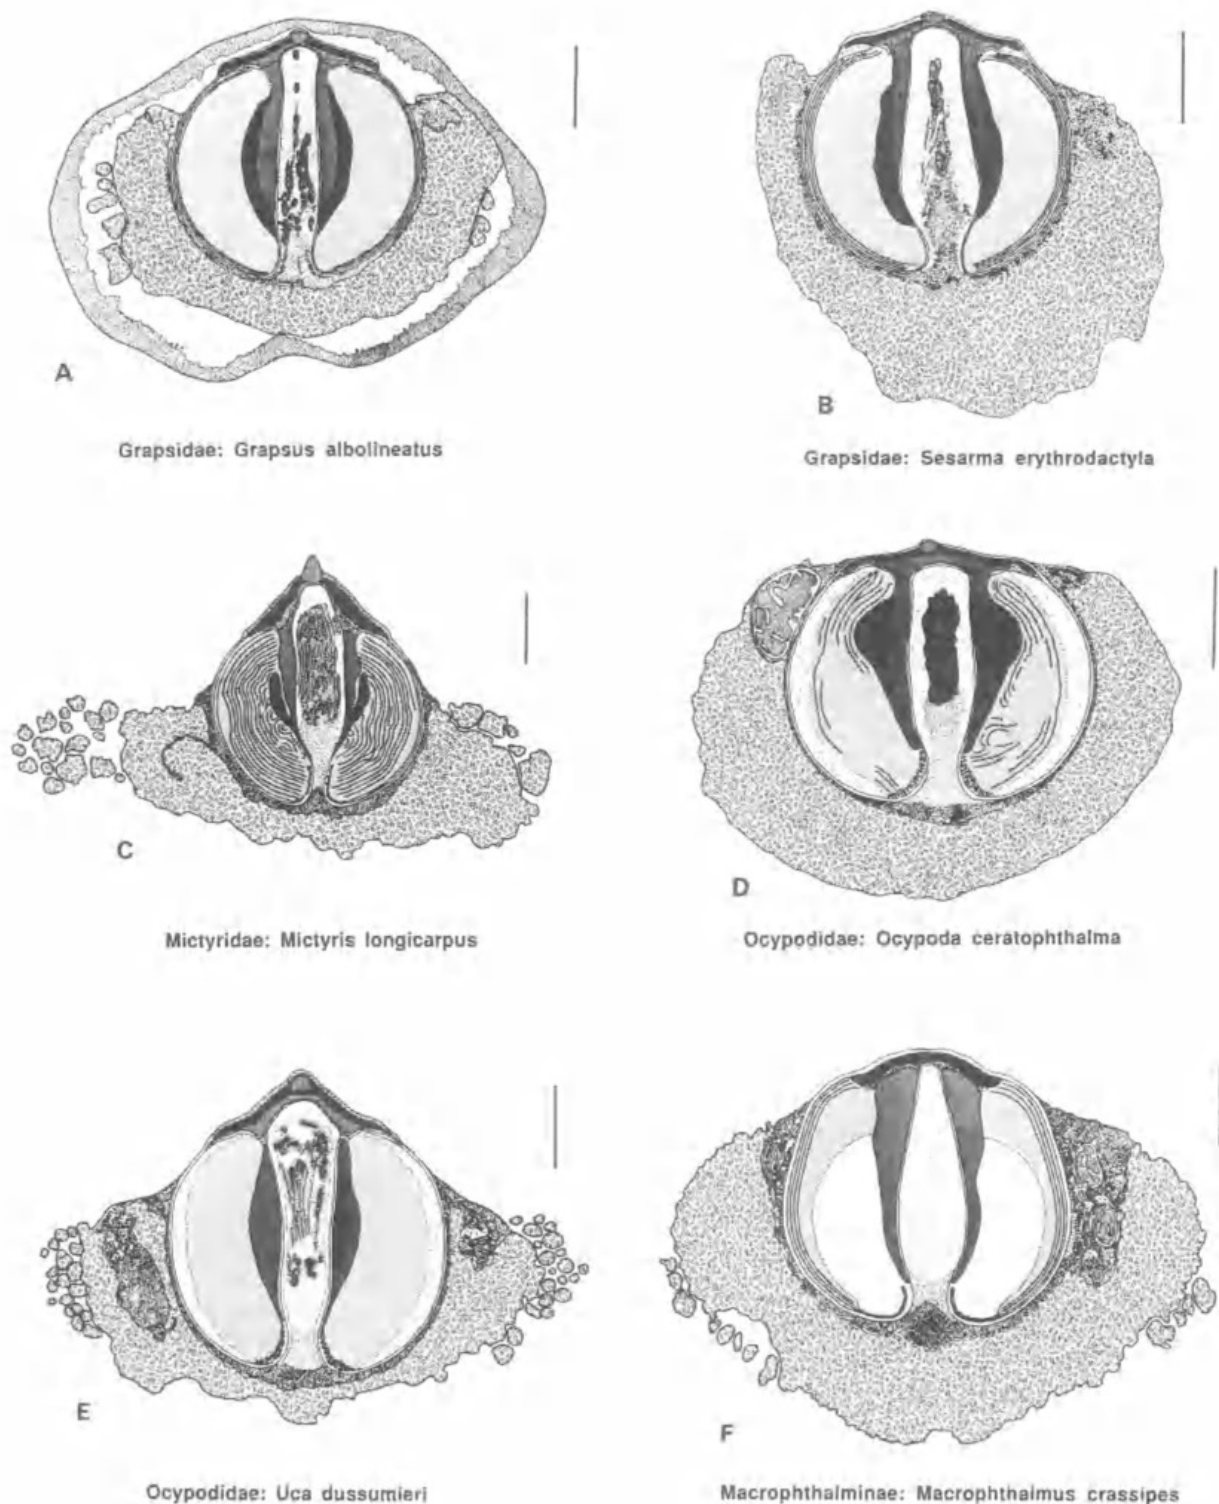 A
B
Grapsidae: Grapsus albolineatus
Grapsidae: Sesarma erythrodactyla
C
D
Mictyridae: Mictyris longicarpus
Ocypodidae: Ocypoda ceratophthalma
E
F
Ocypodidae: Uca dussumieri
Macrophthalminae: Macrophthalmus crassipes